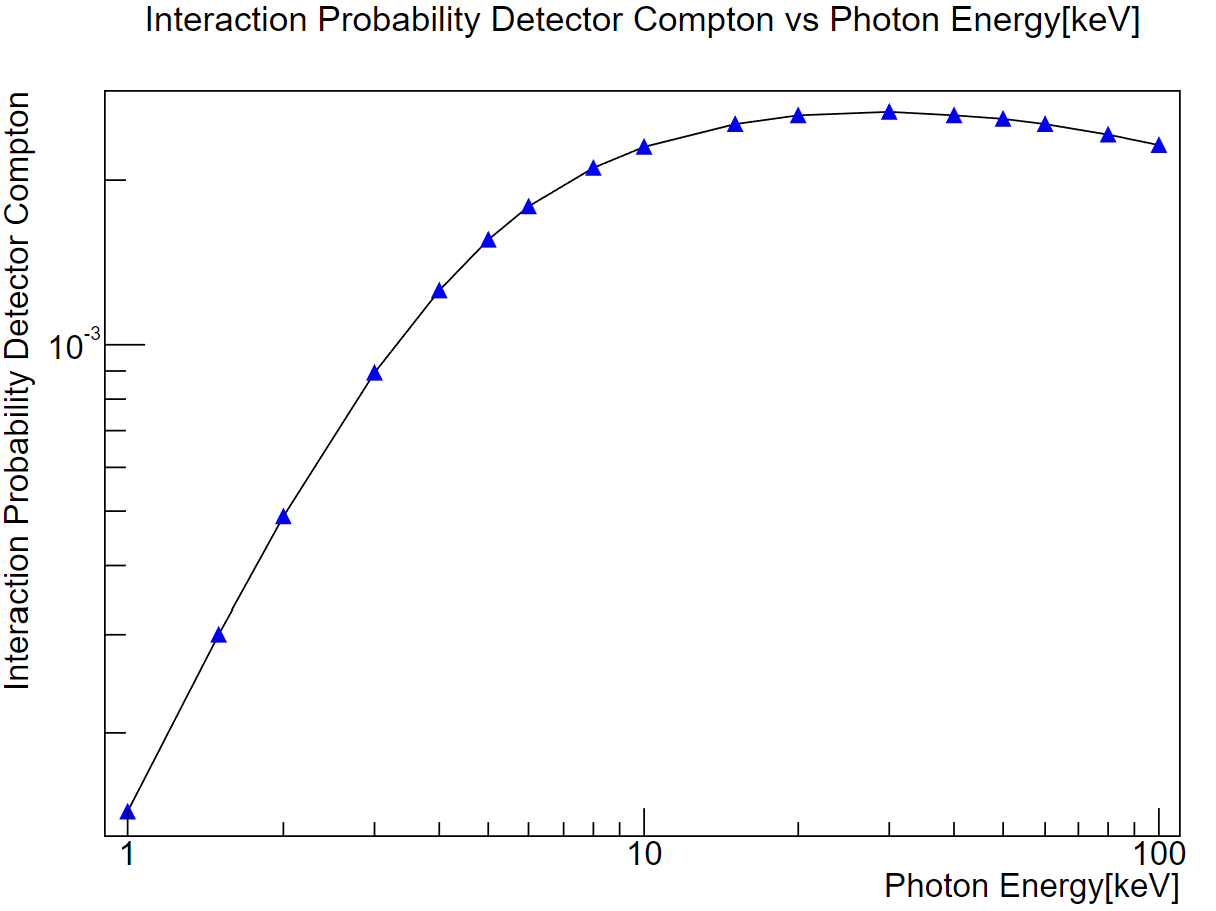 Interaction Probability Detector Compton vs Photon Energy[keV]
Interaction Probability Detector Compton
10-3
1
10
100
Photon Energy[keV]